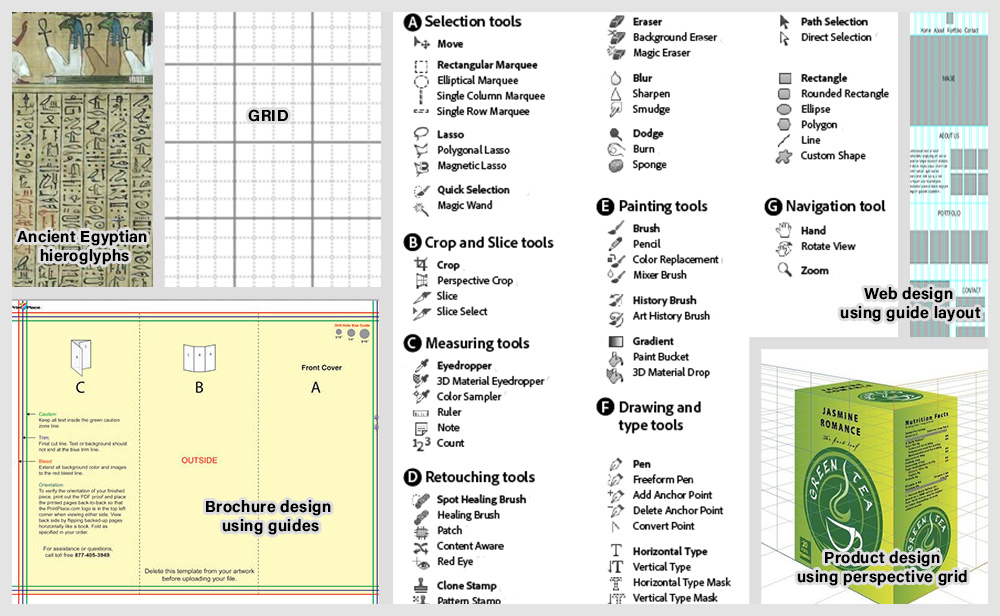 Ancient Egyptian
hieroglyphs
GRID
A Selection tools
Move
Rectangular Marquee
Elliptical Marquee
Single Column Marquee
Single Row Marquee
Lasso
Polygonal Lasso
Magnetic Lasso
Quick Selection
Magic Wand
B Crop and Slice tools
Crop
Perspective Crop
Slice
Slice Select
C Measuring tools
Eyedropper
3D Material Eyedropper
Color Sampler
Ruler
Note
123 Count
D Retouching tools
Spot Healing Brush
Healing Brush
Patch
Content Aware
Red Eye
Clone Stamp
Pattern Stamp
Eraser
Background Eraser
Magic Eraser
Blur
Sharpen
Smudge
Dodge
Burn
Sponge
E Painting tools
Brush
Pencil
Color Replacement
Mixer Brush
History Brush
Art History Brush
Gradient
Paint Bucket
3D Material Drop
F Drawing and
type tools
Pen
Freeform Pen
Add Anchor Point
Delete Anchor Point
Convert Point
T Horizontal Type
Vertical Type
Horizontal Type Mask
Vertical Type Mask
Path Selection
Direct Selection
Rectangle
Rounded Rectangle
Ellipse
Polygon
Line
Custom Shape
G Navigation tool
Hand
Rotate View
Zoom
Home About Portfolio Contact
IMAGE
ABOUT US
PORTFOLIO
CONTACT
Web design
using guide layout
C
B
Front Cover
A
Caution:
Keep all text inside the green caution
zone line.
Trim:
Final cut line. Text or background should
not end at the blue trim line.
Bleed:
Extend all background color and images
to the red bleed line.
Orientation:
To verify the orientation of your finished
piece, print out the PDF proof and place
the printed pages back-to-back so that
the PrintPlace.com logo is in the top left
corner when viewing either side. View
back side by flipping backed-up pages
horizontally like a book. Fold as
specified in your order.
For assistance or questions,
call toll free 877-405-3949.
OUTSIDE
Brochure design
using guides
Delete this template from your artwork
before uploading your file.
JASMINE
ROMANCE
GREEN TEA
Nutrition Facts
GREEN TEA
Product design
using perspective grid